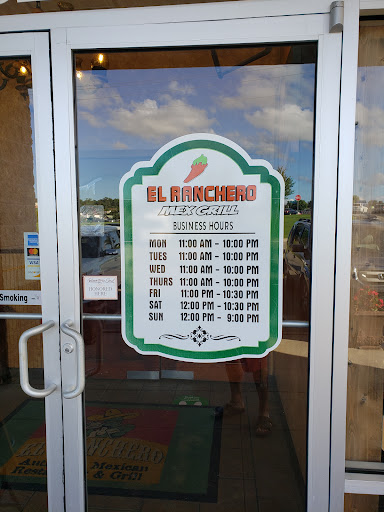 EL RANCHERO
MEX GRILL
BUSINESS HOURS
MON 11:00 AM - 10:00 PM
TUES 11:00 AM - 10:00 PM
WED 11:00 AM - 10:00 PM
THURS 11:00 AM - 10:00 PM
FRI 11:00 PM - 10:30 PM
SAT 12:00 PM - 10:30 PM
SUN 12:00 PM - 9:00 PM
Smoking
HONORED HERE
Mexican
& Grill